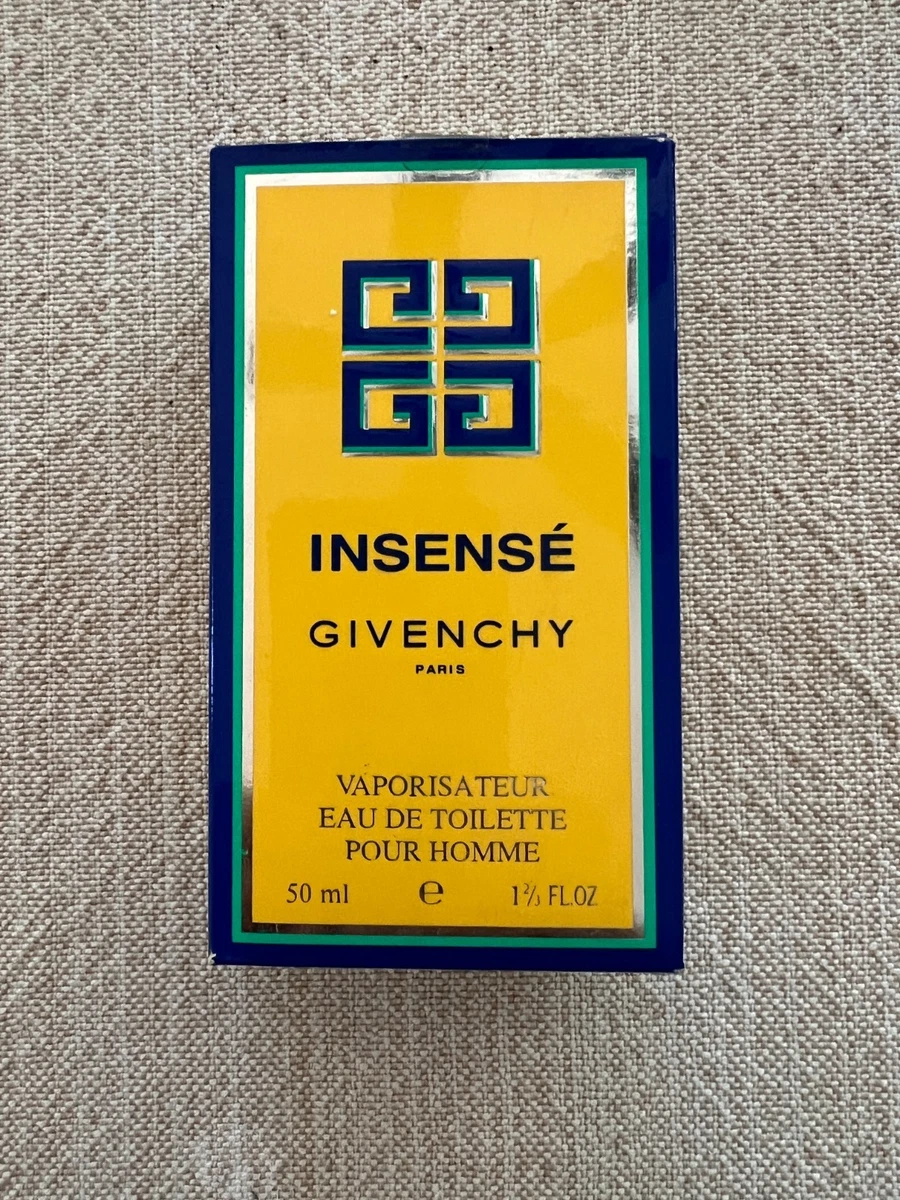 INSENSÉ
GIVENCHY
PARIS
VAPORISATEUR
EAU DE TOILETTE
POUR HOMME
50 ml e 1⅔ FL.OZ